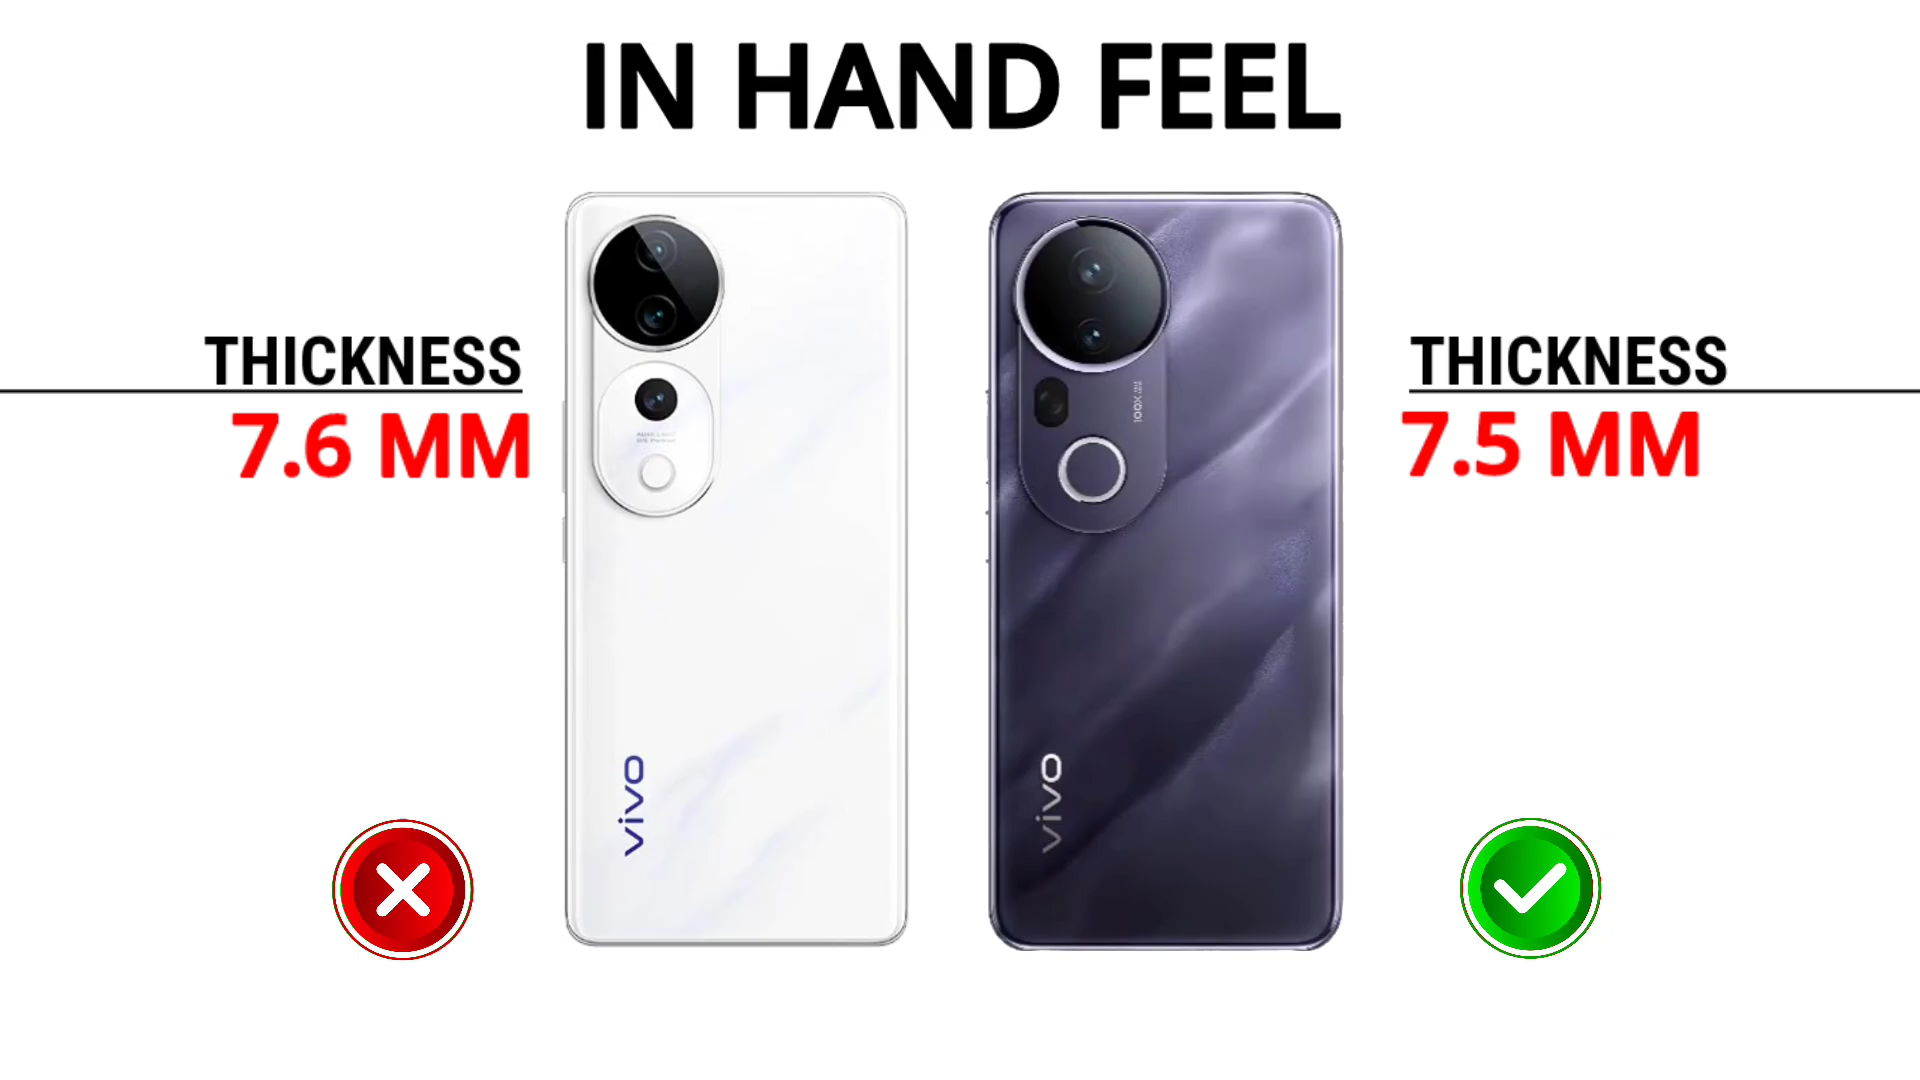 IN HAND FEEL
THICKNESS
7.6 MM
THICKNESS
7.5 MM
100X
vivo
vivo